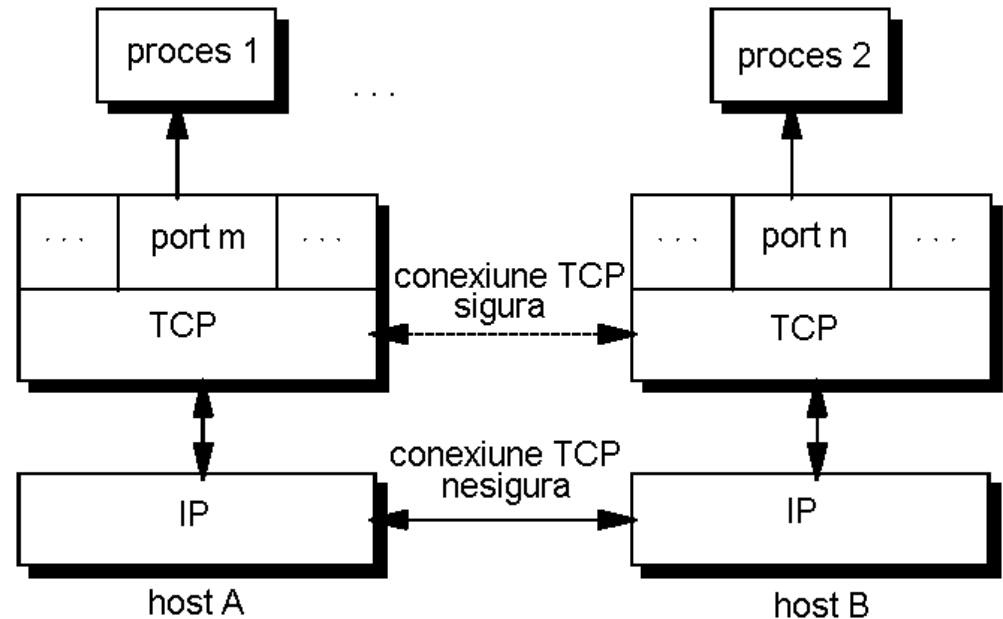 proces 1
. . .
proces 2
. . .
port m
. . .
. . .
port n
. . .
conexiune TCP
sigura
TCP
TCP
conexiune TCP
nesigura
IP
IP
host A
host B